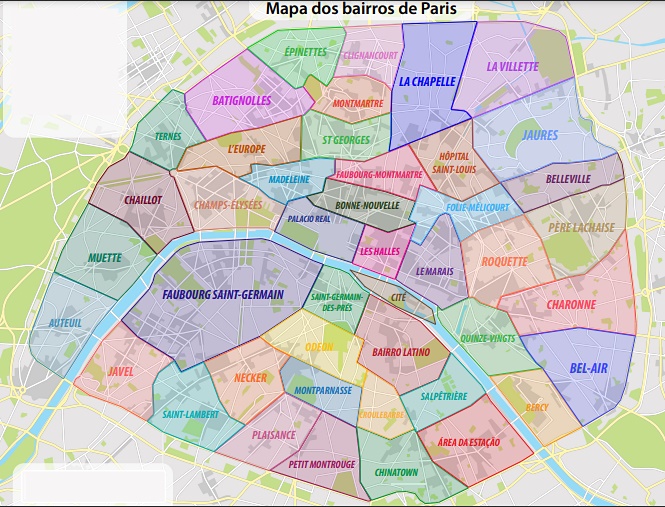 Mapa dos bairros de Paris
ÉPINETTES
CLIGNANCOURT
LA CHAPELLE
LA VILLETTE
BATIGNOLLES
MONTMARTRE
TERNES
L'EUROPE
ST GEORGES
JAURES
HÔPITAL
SAINT-LOUIS
MADELEINE
FAUBOURG-MONTMARTRE
BELLEVILLE
CHAILLOT
CHAMPS-ELYSÉES
BONNE-NOUVELLE
FOLIE-MÉLICOURT
PALACIO REAL
PÈRE LACHAISE
MUETTE
LES HALLES
LE MARAIS
ROQUETTE
FAUBOURG SAINT-GERMAIN
SAINT-GERMAIN-
DES-PRÉS
CITÉ
CHARONNE
AUTEUIL
ODEON
BAIRRO LATINO
QUINZE-VINGTS
JAVEL
NECKER
MONTPARNASSE
SALPÊTRIÈRE
BEL-AIR
SAINT-LAMBERT
CROULEBARBE
BERCY
PLAISANCE
ÁREA DA ESTAÇÃO
PETIT MONTROUGE
CHINATOWN